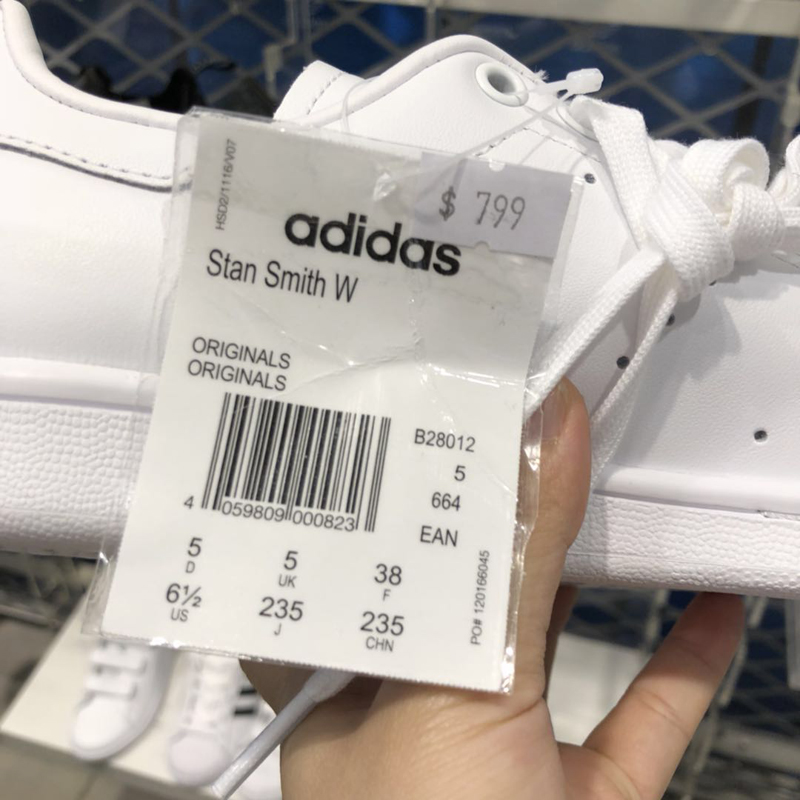 HSD2/1116/V07
$ 799
adidas
Stan Smith W
ORIGINALS
ORIGINALS
B28012
5
664
EAN
4 059809 000823
5 5 38
D UK F
6½ 235 235
US J CHN
PO# 120166045